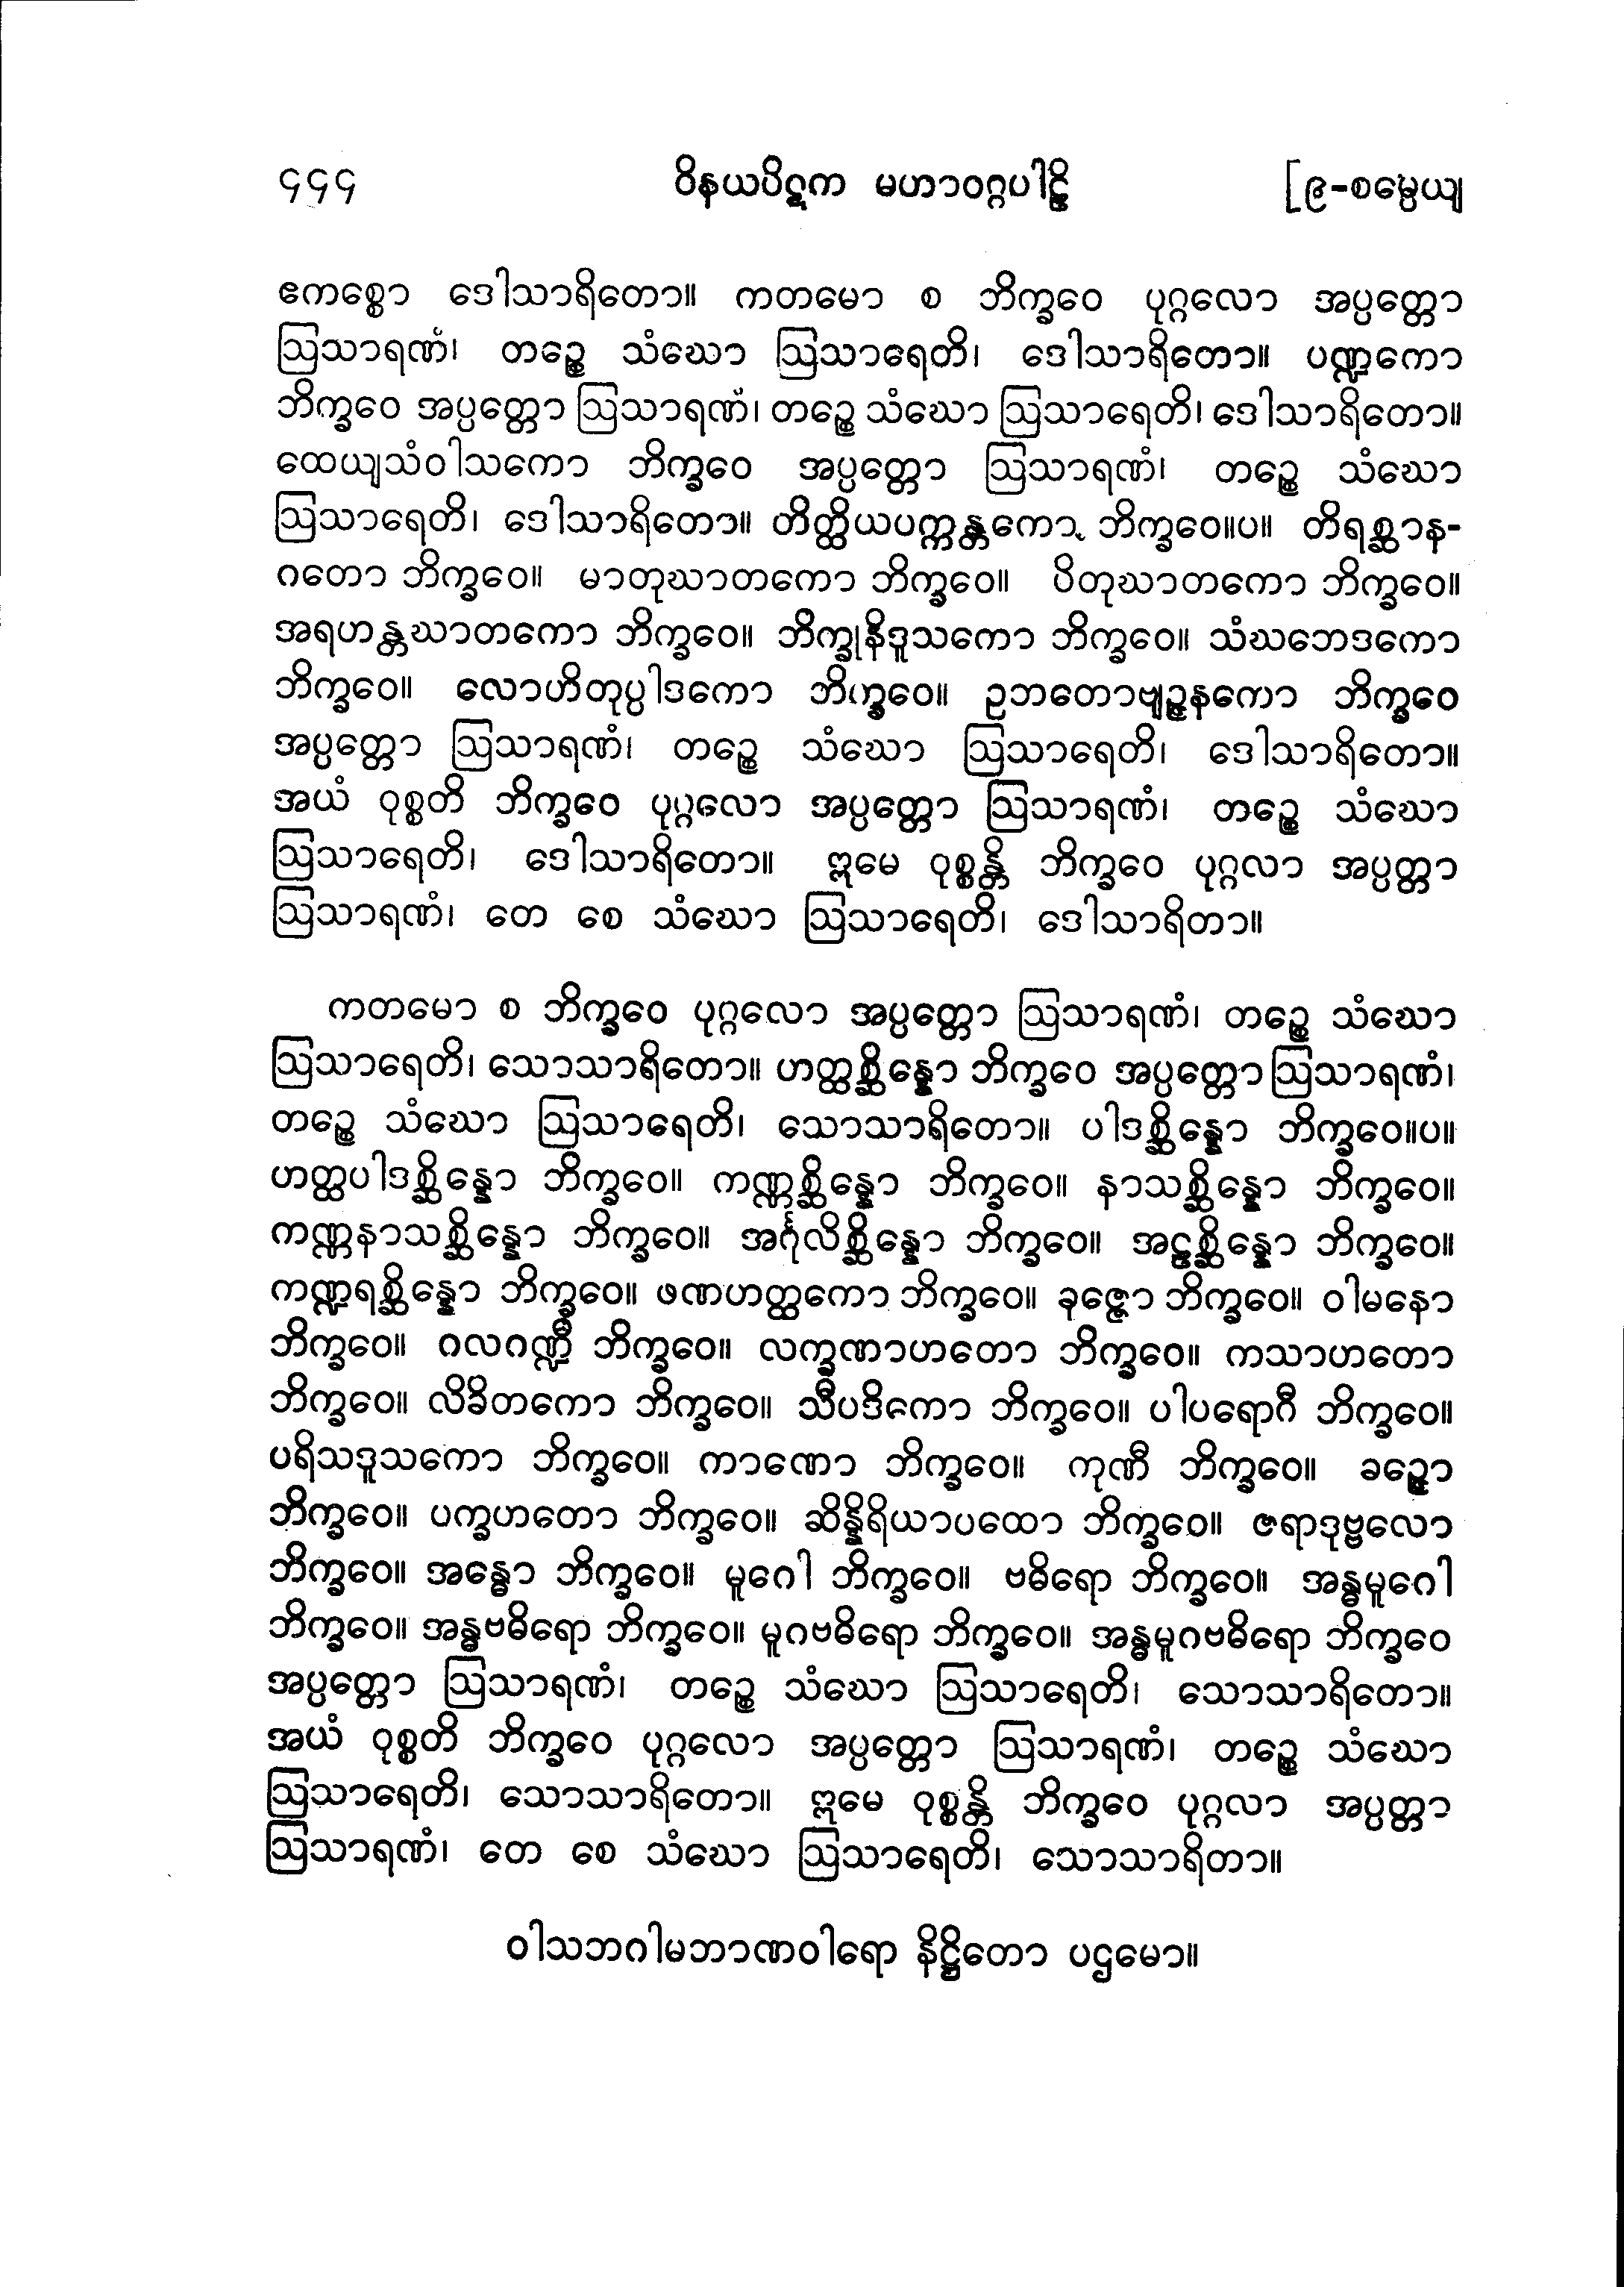 ၄၄၄ ဝိနယပိဋက မဟာဝဂ္ဂပါဠိ [၉-စမ္ပေယျ
ဧကစ္စော ဒေါသာရိတော။ ကတမော စ ဘိက္ခဝေ ပုဂ္ဂလော အပ္ပတ္တော
ဩသာရဏံ၊ တဉ္စေ သံဃော ဩသာရေတိ၊ ဒေါသာရိတော။ ပဏ္ဍကော
ဘိက္ခဝေ အပ္ပတ္တော ဩသာရဏံ၊ တဉ္စေ သံဃော ဩသာရေတိ၊ ဒေါသာရိတော။
ထေယျသံဝါသကော ဘိက္ခဝေ အပ္ပတ္တော ဩသာရဏံ၊ တဉ္စေ သံဃော
ဩသာရေတိ၊ ဒေါသာရိတော။ တိတ္ထိယပက္ကန္တကော ဘိက္ခဝေ။ပ။ တိရစ္ဆာန-
ဂတော ဘိက္ခဝေ။ မာတုဃာတကော ဘိက္ခဝေ။ ပိတုဃာတကော ဘိက္ခဝေ။
အရဟန္တဃာတကော ဘိက္ခဝေ။ ဘိက္ခုနိဒူသကော ဘိက္ခဝေ။ သံဃဘေဒကော
ဘိက္ခဝေ။ လောဟိတုပ္ပါဒကော ဘိက္ခဝေ။ ဥဘတောဗျဉ္ဇနကော ဘိက္ခဝေ
အပ္ပတ္တော ဩသာရဏံ၊ တဉ္စေ သံဃော ဩသာရေတိ၊ ဒေါသာရိတော။
အယံ ဝုစ္စတိ ဘိက္ခဝေ ပုဂ္ဂလော အပ္ပတ္တော ဩသာရဏံ၊ တဉ္စေ သံဃော
ဩသာရေတိ၊ ဒေါသာရိတော။ ဣမေ ဝုစ္စန္တိ ဘိက္ခဝေ ပုဂ္ဂလာ အပ္ပတ္တာ
ဩသာရဏံ၊ တေ စေ သံဃော ဩသာရေတိ၊ ဒေါသာရိတာ။
ကတမော စ ဘိက္ခဝေ ပုဂ္ဂလော အပ္ပတ္တော ဩသာရဏံ၊ တဉ္စေ သံဃော
ဩသာရေတိ၊ သောသာရိတော။ ဟတ္ထစ္ဆိန္နော ဘိက္ခဝေ အပ္ပတ္တော ဩသာရဏံ၊
တဉ္စေ သံဃော ဩသာရေတိ၊ သောသာရိတော။ ပါဒစ္ဆိန္နော ဘိက္ခဝေ။ပ။
ဟတ္ထပါဒစ္ဆိန္နော ဘိက္ခဝေ။ ကဏ္ဏစ္ဆိန္နော ဘိက္ခဝေ။ နာသစ္ဆိန္နော ဘိက္ခဝေ။
ကဏ္ဏနာသစ္ဆိန္နော ဘိက္ခဝေ။ အင်္ဂုလိစ္ဆိန္နော ဘိက္ခဝေ။ အဠစ္ဆိန္နော ဘိက္ခဝေ။
ကဏ္ဍရစ္ဆိန္နော ဘိက္ခဝေ။ ဖဏဟတ္ထကော ဘိက္ခဝေ။ ခုဇ္ဇော ဘိက္ခဝေ။ ဝါမနော
ဘိက္ခဝေ။ ဂလဂဏ္ဍီ ဘိက္ခဝေ။ လက္ခဏာဟတော ဘိက္ခဝေ။ ကသာဟတော
ဘိက္ခဝေ။ လိခိတကော ဘိက္ခဝေ။ သီပဒိကော ဘိက္ခဝေ။ ပါပရောဂီ ဘိက္ခဝေ။
ပရိသဒူသကော ဘိက္ခဝေ။ ကာဏော ဘိက္ခဝေ။ ကုဏီ ဘိက္ခဝေ။ ခဉ္ဇော
ဘိက္ခဝေ။ ပက္ခဟတော ဘိက္ခဝေ။ ဆိန္နိရိယာပထော ဘိက္ခဝေ။ ဇရာဒုဗ္ဗလော
ဘိက္ခဝေ။ အန္ဓော ဘိက္ခဝေ။ မူဂေါ ဘိက္ခဝေ။ ဗဓိရော ဘိက္ခဝေ။ အန္ဓမူဂေါ
ဘိက္ခဝေ။ အန္ဓဗဓိရော ဘိက္ခဝေ။ မူဂဗဓိရော ဘိက္ခဝေ။ အန္ဓမူဂဗဓိရော ဘိက္ခဝေ
အပ္ပတ္တော ဩသာရဏံ၊ တဉ္စေ သံဃော ဩသာရေတိ၊ သောသာရိတော။
အယံ ဝုစ္စတိ ဘိက္ခဝေ ပုဂ္ဂလော အပ္ပတ္တော ဩသာရဏံ၊ တဉ္စေ သံဃော
ဩသာရေတိ၊ သောသာရိတော။ ဣမေ ဝုစ္စန္တိ ဘိက္ခဝေ ပုဂ္ဂလာ အပ္ပတ္တာ
ဩသာရဏံ၊ တေ စေ သံဃော ဩသာရေတိ၊ သောသာရိတာ။
ဝါသဘဂါမဘာဏဝါရော နိဋ္ဌိတော ပဌမော။